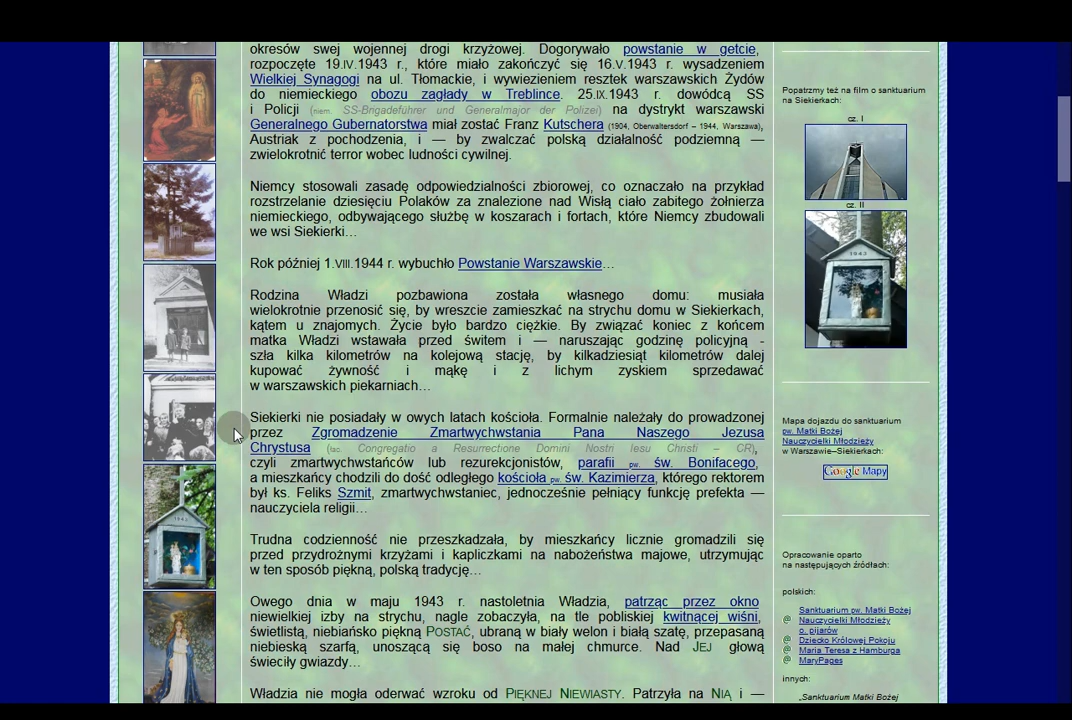 okresów swej wojennej drogi krzyżowej. Dogorywało powstanie w getcie,
rozpoczęte 19.IV.1943 r., które miało zakończyć się 16.V.1943 r. wysadzeniem
Wielkiej Synagogi na ul. Tłomackie, i wywiezieniem resztek warszawskich Żydów
do niemieckiego obozu zagłady w Treblince. 25.IX.1943 r. dowódcą SS
i Policji (niem. SS-Brigadeführer und Generalmajor der Polizei) na dystrykt warszawski
Generalnego Gubernatorstwa miał zostać Franz Kutschera (1904, Oberwaltersdorf – 1944, Warszawa),
Austriak z pochodzenia, i — by zwalczać polską działalność podziemną —
zwielokrotnić terror wobec ludności cywilnej.
Niemcy stosowali zasadę odpowiedzialności zbiorowej, co oznaczało na przykład
rozstrzelanie dziesięciu Polaków za znalezione nad Wisłą ciało zabitego żołnierza
niemieckiego, odbywającego służbę w koszarach i fortach, które Niemcy zbudowali
we wsi Siekierki…
Rok później 1.VIII.1944 r. wybuchło Powstanie Warszawskie…
Rodzina Władzi pozbawiona została własnego domu: musiała
wielokrotnie przenosić się, by wreszcie zamieszkać na strychu domu w Siekierkach,
kątem u znajomych. Życie było bardzo ciężkie. By związać koniec z końcem
matka Władzi wstawała przed świtem i — naruszając godzinę policyjną -
szła kilka kilometrów na kolejową stację, by kilkadziesiąt kilometrów dalej
kupować żywność i mąkę i z lichym zyskiem sprzedawać
w warszawskich piekarniach…
Siekierki nie posiadały w owych latach kościoła. Formalnie należały do prowadzonej
przez Zgromadzenie Zmartwychwstania Pana Naszego Jezusa
Chrystusa (łac. Congregatio a Resurrectione Domini Nostri Iesu Christi – CR),
czyli zmartwychwstańców lub rezurekcjonistów, parafii pw. św. Bonifacego,
a mieszkańcy chodzili do dość odległego kościoła pw. św. Kazimierza, którego rektorem
był ks. Feliks Szmit, zmartwychwstaniec, jednocześnie pełniący funkcję prefekta —
nauczyciela religii…
Trudna codzienność nie przeszkadzała, by mieszkańcy licznie gromadzili się
przed przydrożnymi krzyżami i kapliczkami na nabożeństwa majowe, utrzymując
w ten sposób piękną, polską tradycję…
Owego dnia w maju 1943 r. nastoletnia Władzia, patrząc przez okno
niewielkiej izby na strychu, nagle zobaczyła, na tle pobliskiej kwitnącej wiśni,
świetlistą, niebiańsko piękną POSTAĆ, ubraną w biały welon i białą szatę, przepasaną
niebieską szarfą, unoszącą się boso na małej chmurce. Nad JEJ głową
świeciły gwiazdy…
Władzia nie mogła oderwać wzroku od PIĘKNEJ NIEWIASTY. Patrzyła na NIĄ i —
Popatrzmy też na film o sanktuarium
na Siekierkach:
cz. I
cz. II
1943
Mapa dojazdu do sanktuarium
pw. Matki Bożej
Nauczycielki Młodzieży
w Warszawie–Siekierkach:
Google Mapy
Opracowanie oparto
na następujących źródłach:
polskich:
Sanktuarium pw. Matki Bożej
@ Nauczycielki Młodzieży
o. pijarów
@ Dziecko Królowej Pokoju
@ Maria Teresa z Hamburga
@ MaryPages
innych:
„Sanktuarium Matki Bożej
1943